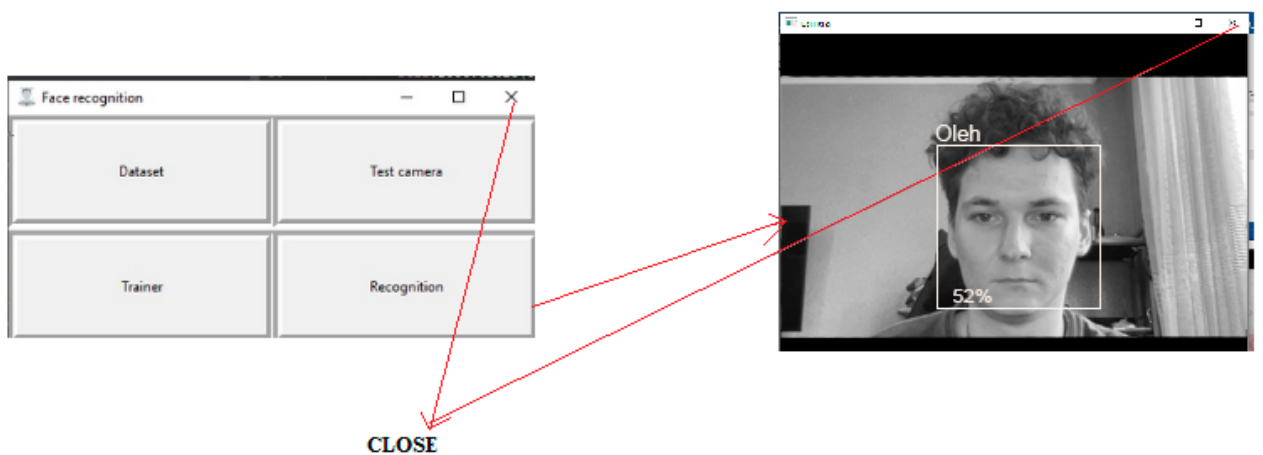 Face recognition
Dataset
Test camera
Trainer
Recognition
CLOSE
Oleh
52%